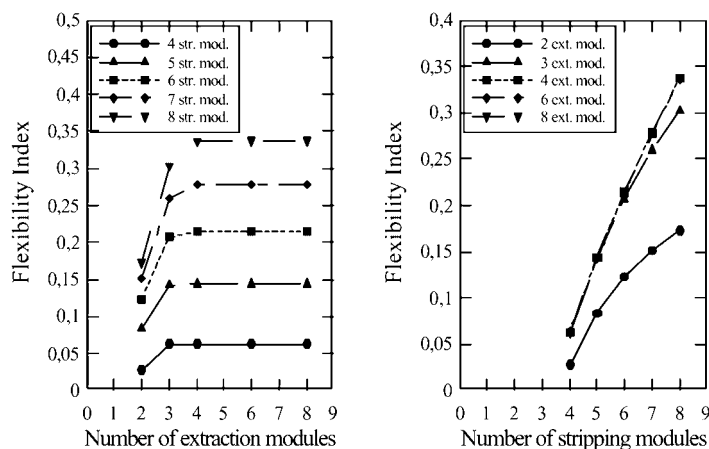 0,5
0,45
0,4
0,35
0,3
0,25
0,2
0,15
0,1
0,05
0
Flexibility Index
4 str. mod.
5 str. mod.
6 str. mod.
7 str. mod.
8 str. mod.
0 1 2 3 4 5 6 7 8 9
Number of extraction modules
0,4
0,35
0,3
0,25
0,2
0,15
0,1
0,05
0
Flexibility Index
2 ext. mod.
3 ext. mod.
4 ext. mod.
6 ext. mod.
8 ext. mod.
0 1 2 3 4 5 6 7 8 9
Number of stripping modules